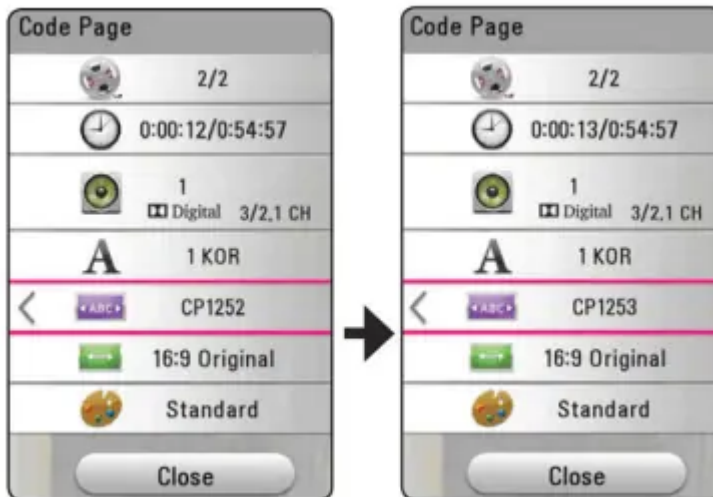 Code Page
2/2
0:00:12/0:54:57
1
Digital 3/2.1 CH
A 1 KOR
ABC CP1252
16:9 Original
Standard
Close
Code Page
2/2
0:00:13/0:54:57
1
Digital 3/2.1 CH
A 1 KOR
ABC CP1253
16:9 Original
Standard
Close